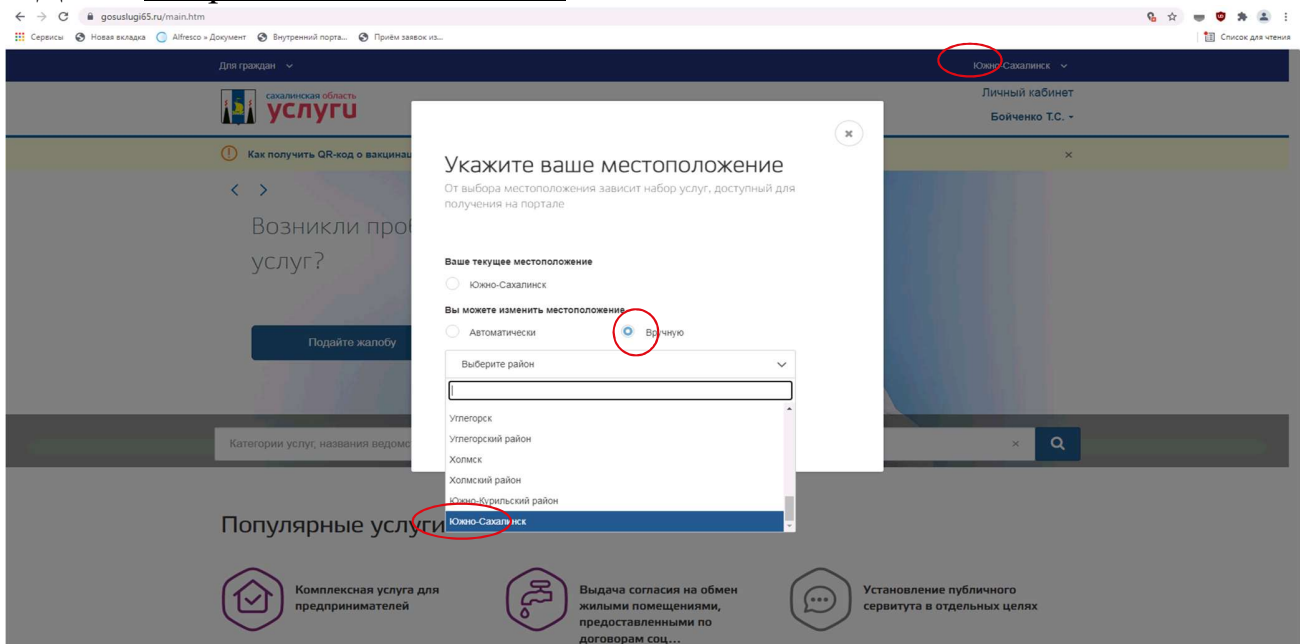 gosuslugi65.ru/main.htm
Сервисы Новая вкладка Alfresco » Документ Внутренний порта... Приём заявок из... Список для чтения
Для граждан Южно-Сахалинск
сахалинская область
услуги
Личный кабинет
Бойченко Т.С.
Как получить QR-код о вакцинац
Возникли проб
услуг?
Подайте жалобу
Укажите ваше местоположение
От выбора местоположения зависит набор услуг, доступный для
получения на портале
Ваше текущее местоположение
Южно-Сахалинск
Вы можете изменить местоположение
Автоматически Вручную
Выберите район
Углегорск
Углегорский район
Холмск
Холмский район
Южно-Курильский район
Южно-Сахалинск
Категории услуг, названия ведомс
Популярные услуги
Комплексная услуга для
предпринимателей
Выдача согласия на обмен
жилыми помещениями,
предоставленными по
договорам соц...
Установление публичного
сервитута в отдельных целях